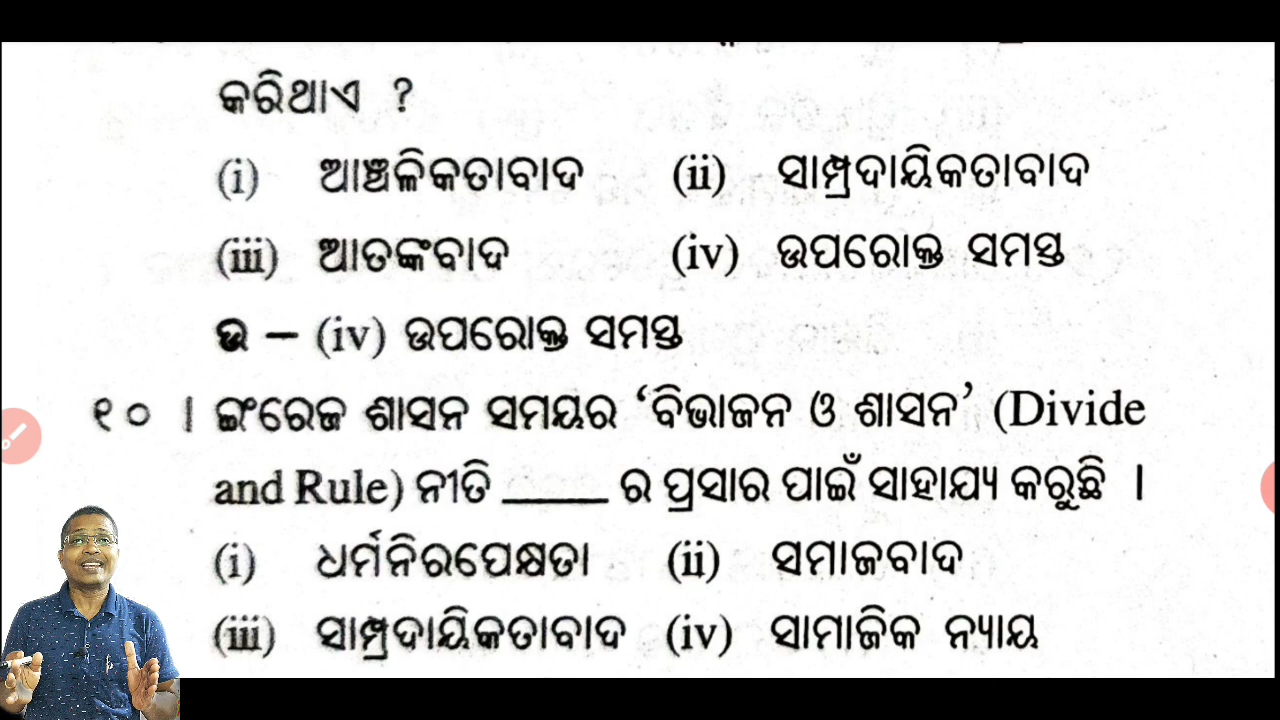 କରିଥାଏ ?
(i) ଆଞ୍ଚଳିକତାବାଦ (ii) ସାମ୍ପ୍ରଦାୟିକତାବାଦ
(iii) ଆତଙ୍କବାଦ (iv) ଉପରୋକ୍ତ ସମସ୍ତ
ଉ – (iv) ଉପରୋକ୍ତ ସମସ୍ତ
୧୦ । ଇଂରେଜ ଶାସନ ସମୟର ‘ବିଭାଜନ ଓ ଶାସନ’ (Divide
and Rule) ନୀତି _____ ର ପ୍ରସାର ପାଇଁ ସାହାଯ୍ୟ କରୁଛି ।
(i) ଧର୍ମନିରପେକ୍ଷତା (ii) ସମାଜବାଦ
(iii) ସାମ୍ପ୍ରଦାୟିକତାବାଦ (iv) ସାମାଜିକ ନ୍ୟାୟ